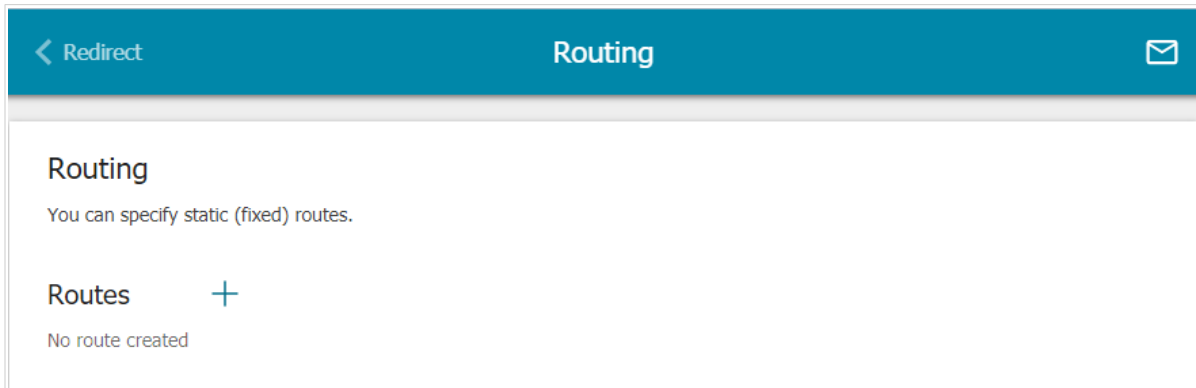 Redirect
Routing
Routing
You can specify static (fixed) routes.
Routes
No route created